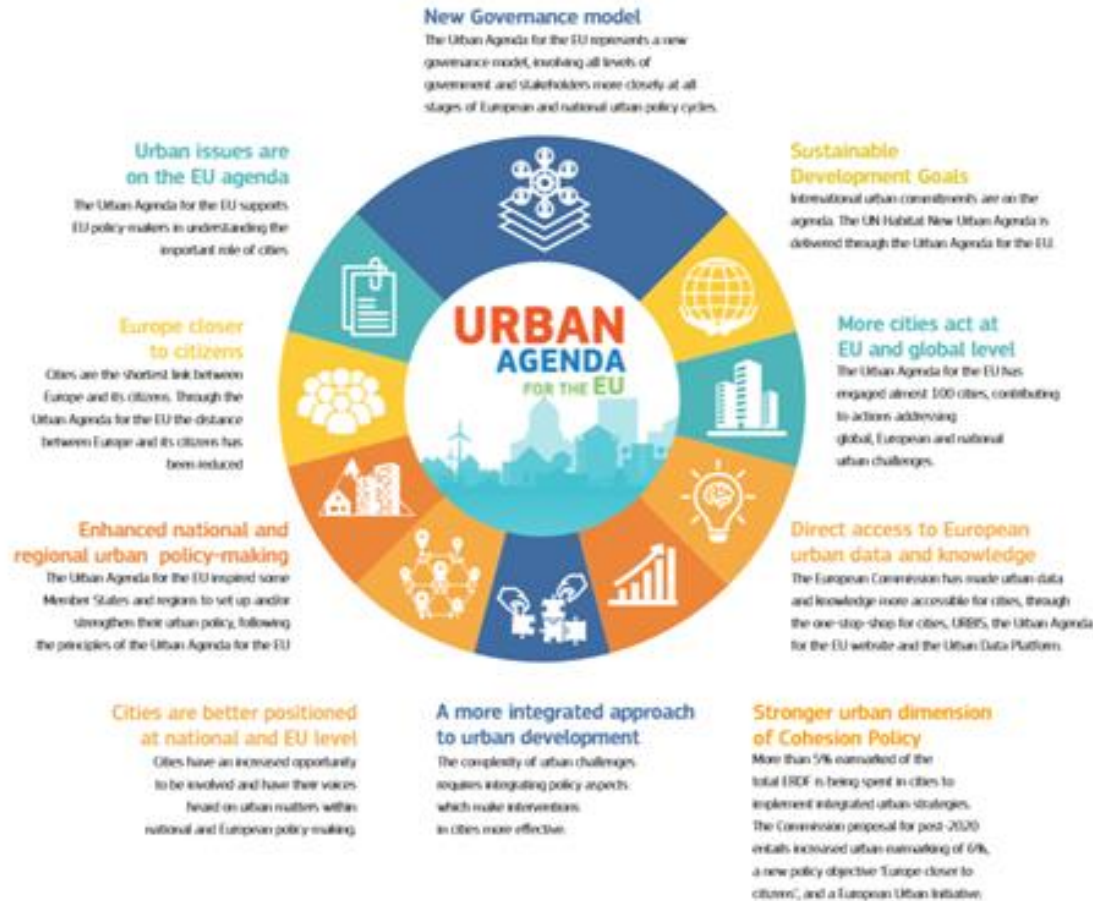 New Governance model
The Urban Agenda for the EU represents a new
governance model, involving all levels of
government and stakeholders more closely at all
stages of European and national urban policy cycles.
Urban issues are
on the EU agenda
The Urban Agenda for the EU supports
EU policy-makers in understanding the
important role of cities
Sustainable
Development Goals
International urban commitments are on the
agenda. The UN Habitat New Urban Agenda is
delivered through the Urban Agenda for the EU.
Europe closer
to citizens
Cities are the shortest link between
Europe and its citizens. Through the
Urban Agenda for the EU the distance
between Europe and its citizens has
been reduced
URBAN
AGENDA
FOR THE EU
More cities act at
EU and global level
The Urban Agenda for the EU has
engaged almost 100 cities, contributing
to actions addressing
global, European and national
urban challenges.
Enhanced national and
regional urban policy-making
The Urban Agenda for the EU inspired some
Member States and regions to set up and/or
strengthen their urban policy, following
the principles of the Urban Agenda for the EU
Direct access to European
urban data and knowledge
The European Commission has made urban data
and knowledge more accessible for cities, through
the one-stop-shop for cities, URBIS, the Urban Agenda
for the EU website and the Urban Data Platform.
Cities are better positioned
at national and EU level
Cities have an increased opportunity
to be involved and have their voices
heard on urban matters within
national and European policy-making.
A more integrated approach
to urban development
The complexity of urban challenges
requires integrating policy aspects
which make interventions
in cities more effective.
Stronger urban dimension
of Cohesion Policy
More than 5% earmarked of the
total ERDF is being spent in cities to
implement integrated urban strategies.
The Commission proposal for post-2020
entails increased urban earmarking of 6%,
a new policy objective 'Europe closer to
citizens', and a European Urban Initiative.